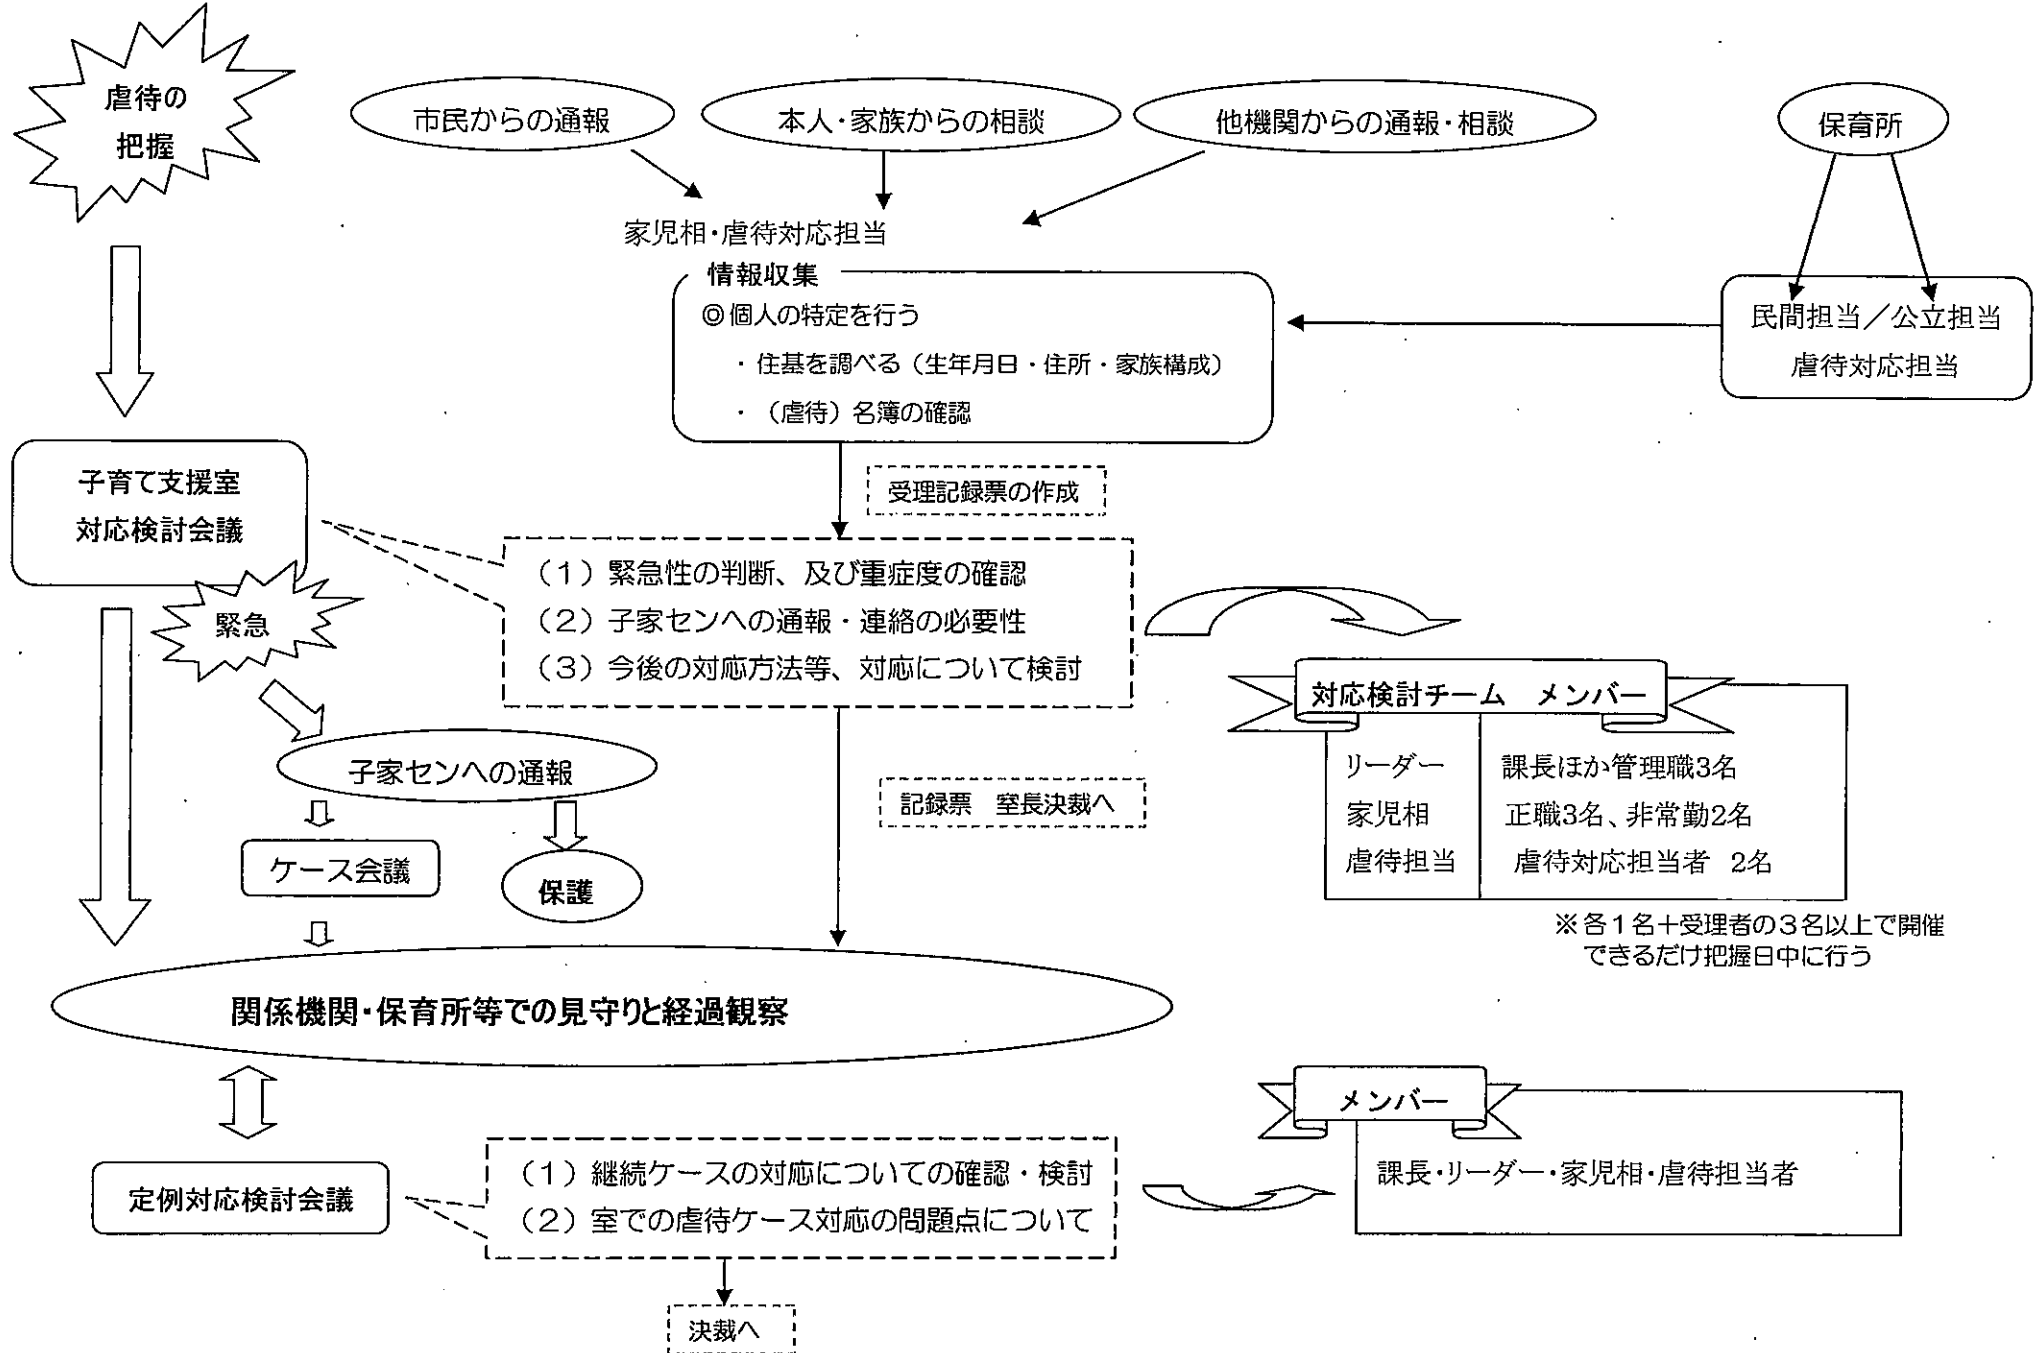 虐待の
把握
市民からの通報
本人・家族からの相談
他機関からの通報・相談
保育所
家児相・虐待対応担当
情報収集
◎個人の特定を行う
・住基を調べる（生年月日・住所・家族構成）
・（虐待）名簿の確認
民間担当／公立担当
虐待対応担当
子育て支援室
対応検討会議
受理記録票の作成
緊急
（１）緊急性の判断、及び重症度の確認
（２）子家センへの通報・連絡の必要性
（３）今後の対応方法等、対応について検討
対応検討チーム　メンバー
リーダー　課長ほか管理職3名
家児相　正職3名、非常勤2名
虐待担当　虐待対応担当者 2名
※各１名＋受理者の３名以上で開催
できるだけ把握日中に行う
子家センへの通報
記録票　室長決裁へ
ケース会議
保護
関係機関・保育所等での見守りと経過観察
定例対応検討会議
（１）継続ケースの対応についての確認・検討
（２）室での虐待ケース対応の問題点について
メンバー
課長・リーダー・家児相・虐待担当者
決裁へ